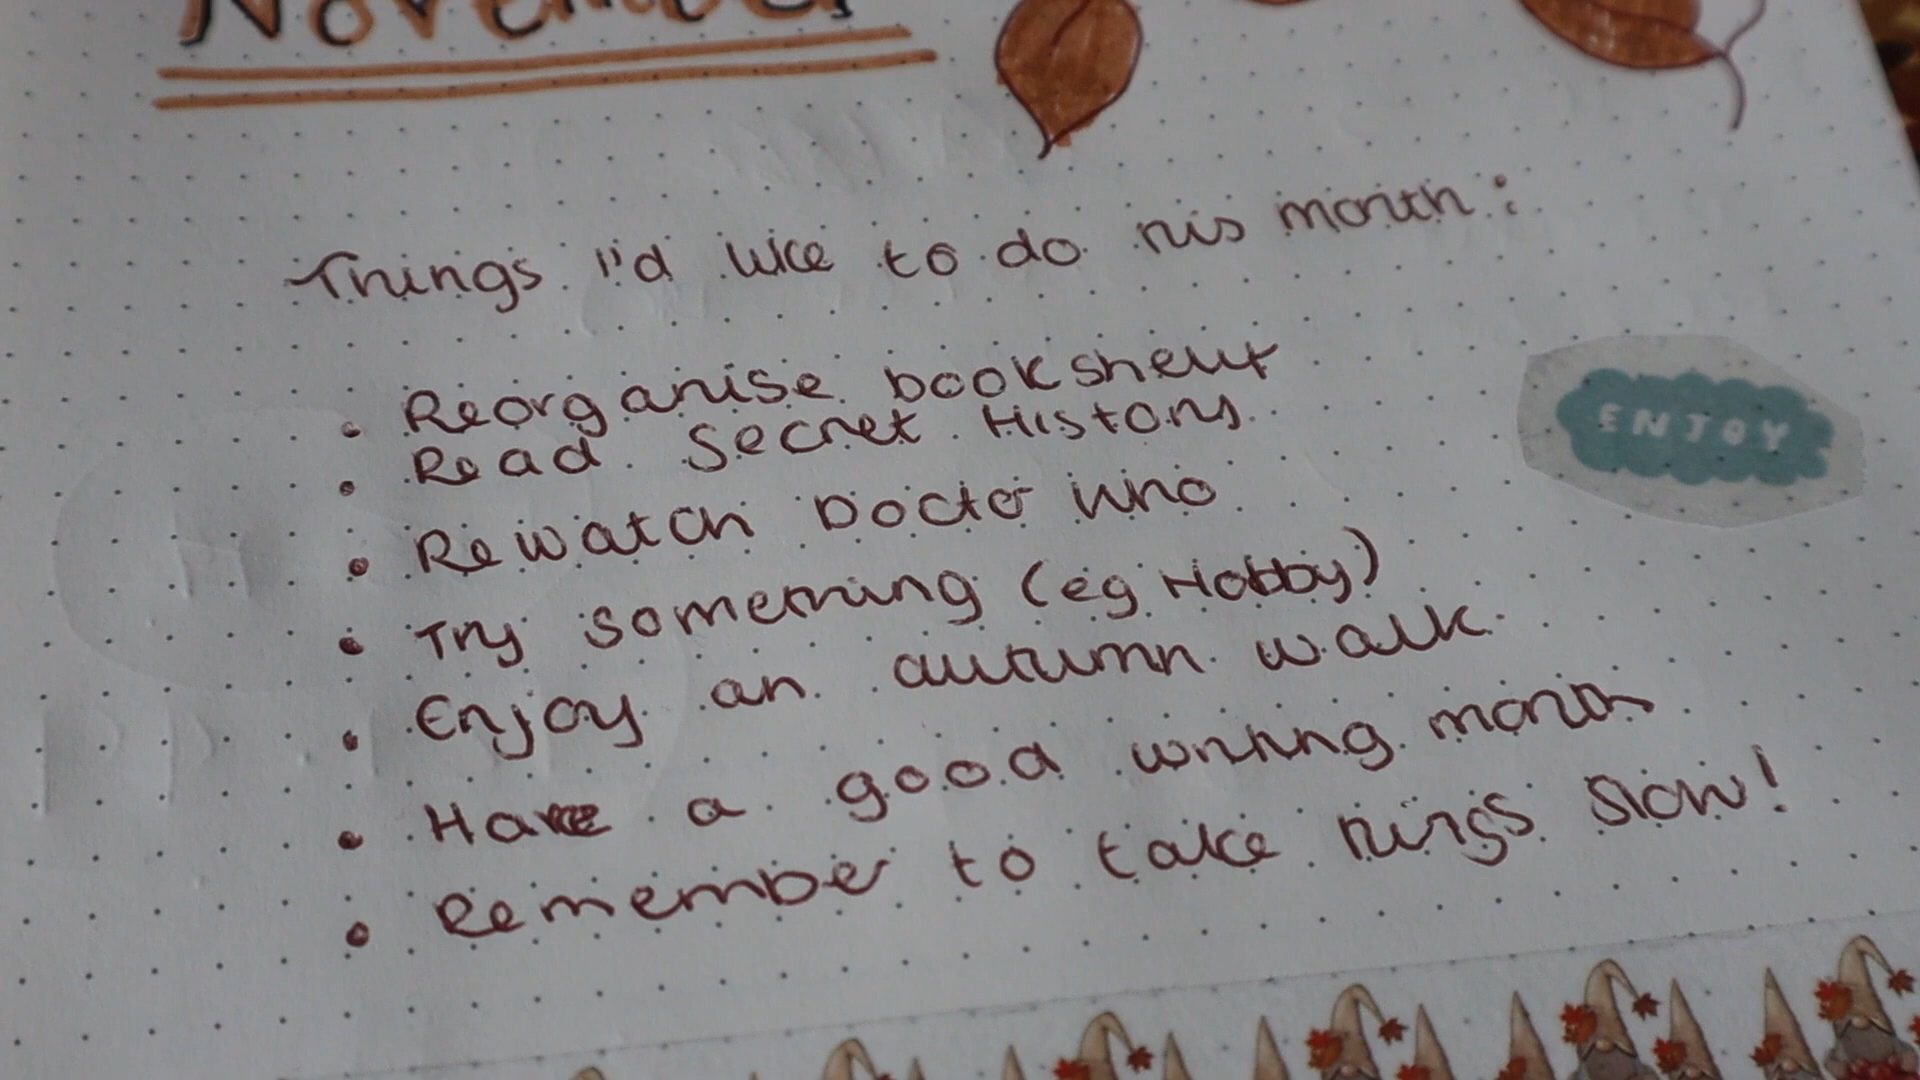 November
Things I'd like to do this month:
• Reorganise bookshelf
• Read Secret History
• Rewatch Doctor Who
• Try something (eg Hobby)
• Enjoy an autumn walk
• Have a good writing month
• Remember to take things slow!
ENJOY